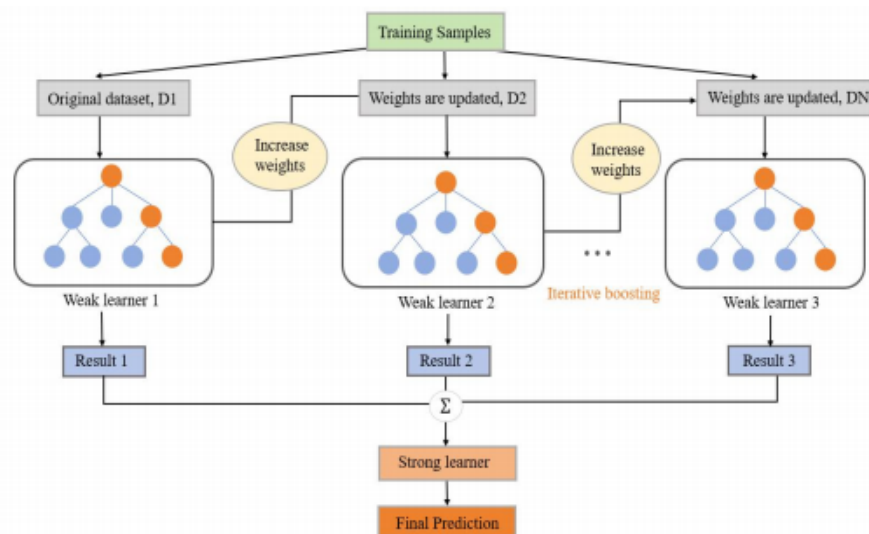 Training Samples
Original dataset, D1
Weights are updated, D2
Weights are updated, DN
Increase
weights
Increase
weights
...
Weak learner 1
Weak learner 2
Iterative boosting
Weak learner 3
Result 1
Result 2
Result 3
Σ
Strong learner
Final Prediction